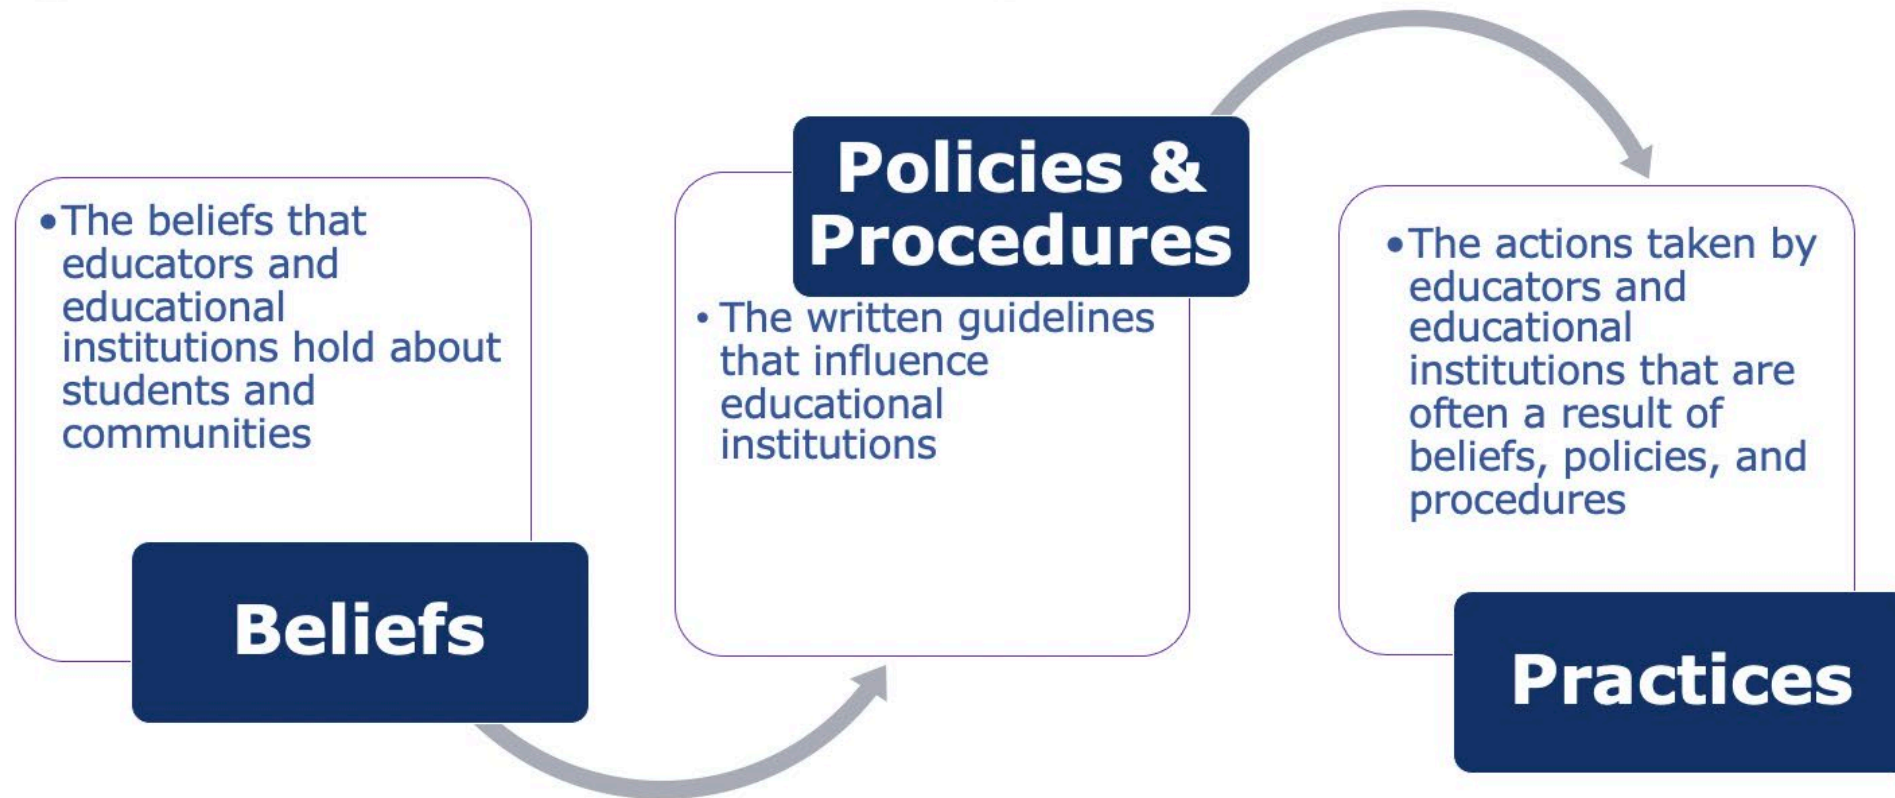 •The beliefs that
educators and
educational
institutions hold about
students and
communities
Beliefs
Policies &
Procedures
• The written guidelines
that influence
educational
institutions
•The actions taken by
educators and
educational
institutions that are
often a result of
beliefs, policies, and
procedures
Practices